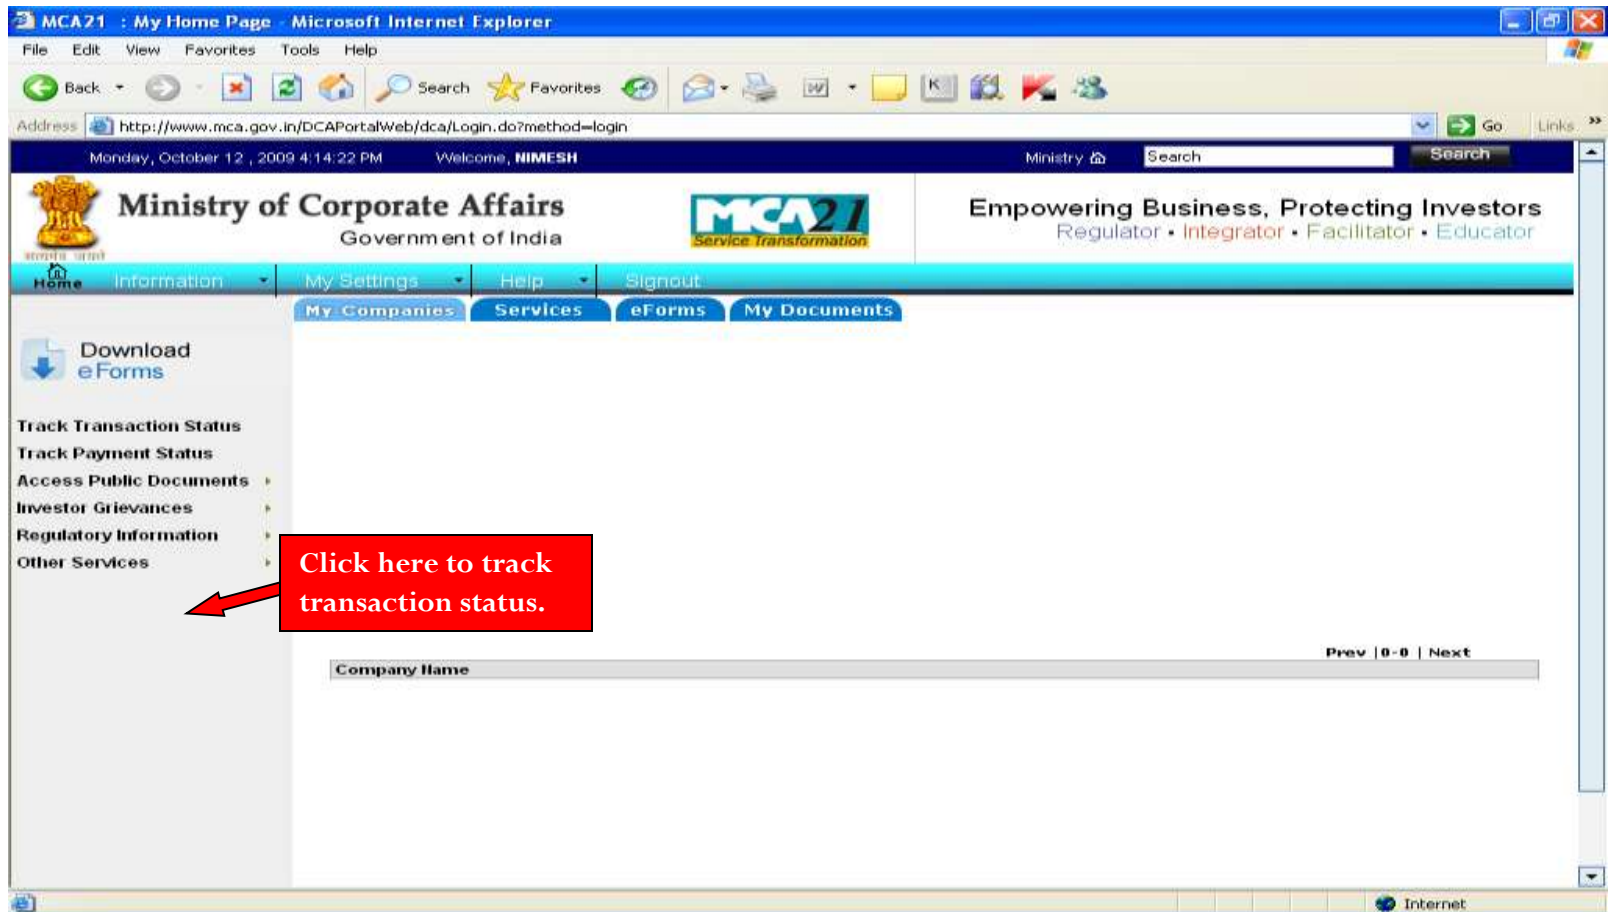 MCA21 : My Home Page - Microsoft Internet Explorer
File Edit View Favorites Tools Help
Back Search Favorites
Address http://www.mca.gov.in/DCAPortalWeb/dca/Login.do?method=login Go Links »
Monday, October 12 , 2009 4:14:22 PM Welcome, NIMESH Ministry Search Search
Ministry of Corporate Affairs
Government of India
MCA21
Service Transformation
Empowering Business, Protecting Investors
Regulator • Integrator • Facilitator • Educator
Home Information My Settings Help Signout
My Companies Services eForms My Documents
Download
eForms
Track Transaction Status
Track Payment Status
Access Public Documents
Investor Grievances
Regulatory Information
Other Services
Click here to track
transaction status.
Prev |0-0 | Next
Company Name
Internet